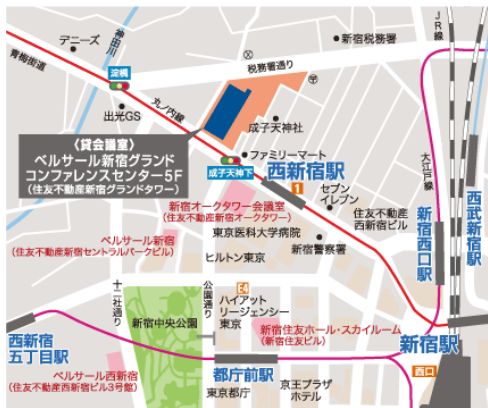 デニーズ
神田川
新宿税務署
JR線
青梅街道
淀橋
税務署通り
出光GS
丸ノ内線
成子天神社
〈貸会議室〉
ベルサール新宿グランド
コンファレンスセンター5F
(住友不動産新宿グランドタワー)
ファミリーマート
成子天神下
西新宿駅
1
セブン
イレブン
大江戸線
新宿オークタワー会議室
(住友不動産新宿オークタワー)
住友不動産
西新宿ビル
新宿西口駅
西武新宿駅
ベルサール新宿
(住友不動産新宿セントラルパークビル)
東京医科大学病院
新宿警察署
ヒルトン東京
十二社通り
公園通り
E4
ハイアット
リージェンシー
東京
新宿中央公園
新宿住友ホール・スカイルーム
(新宿住友ビル)
西新宿
五丁目駅
新宿駅
都庁前駅
西口
ベルサール西新宿
(住友不動産西新宿ビル3号館)
東京都庁
京王プラザ
ホテル